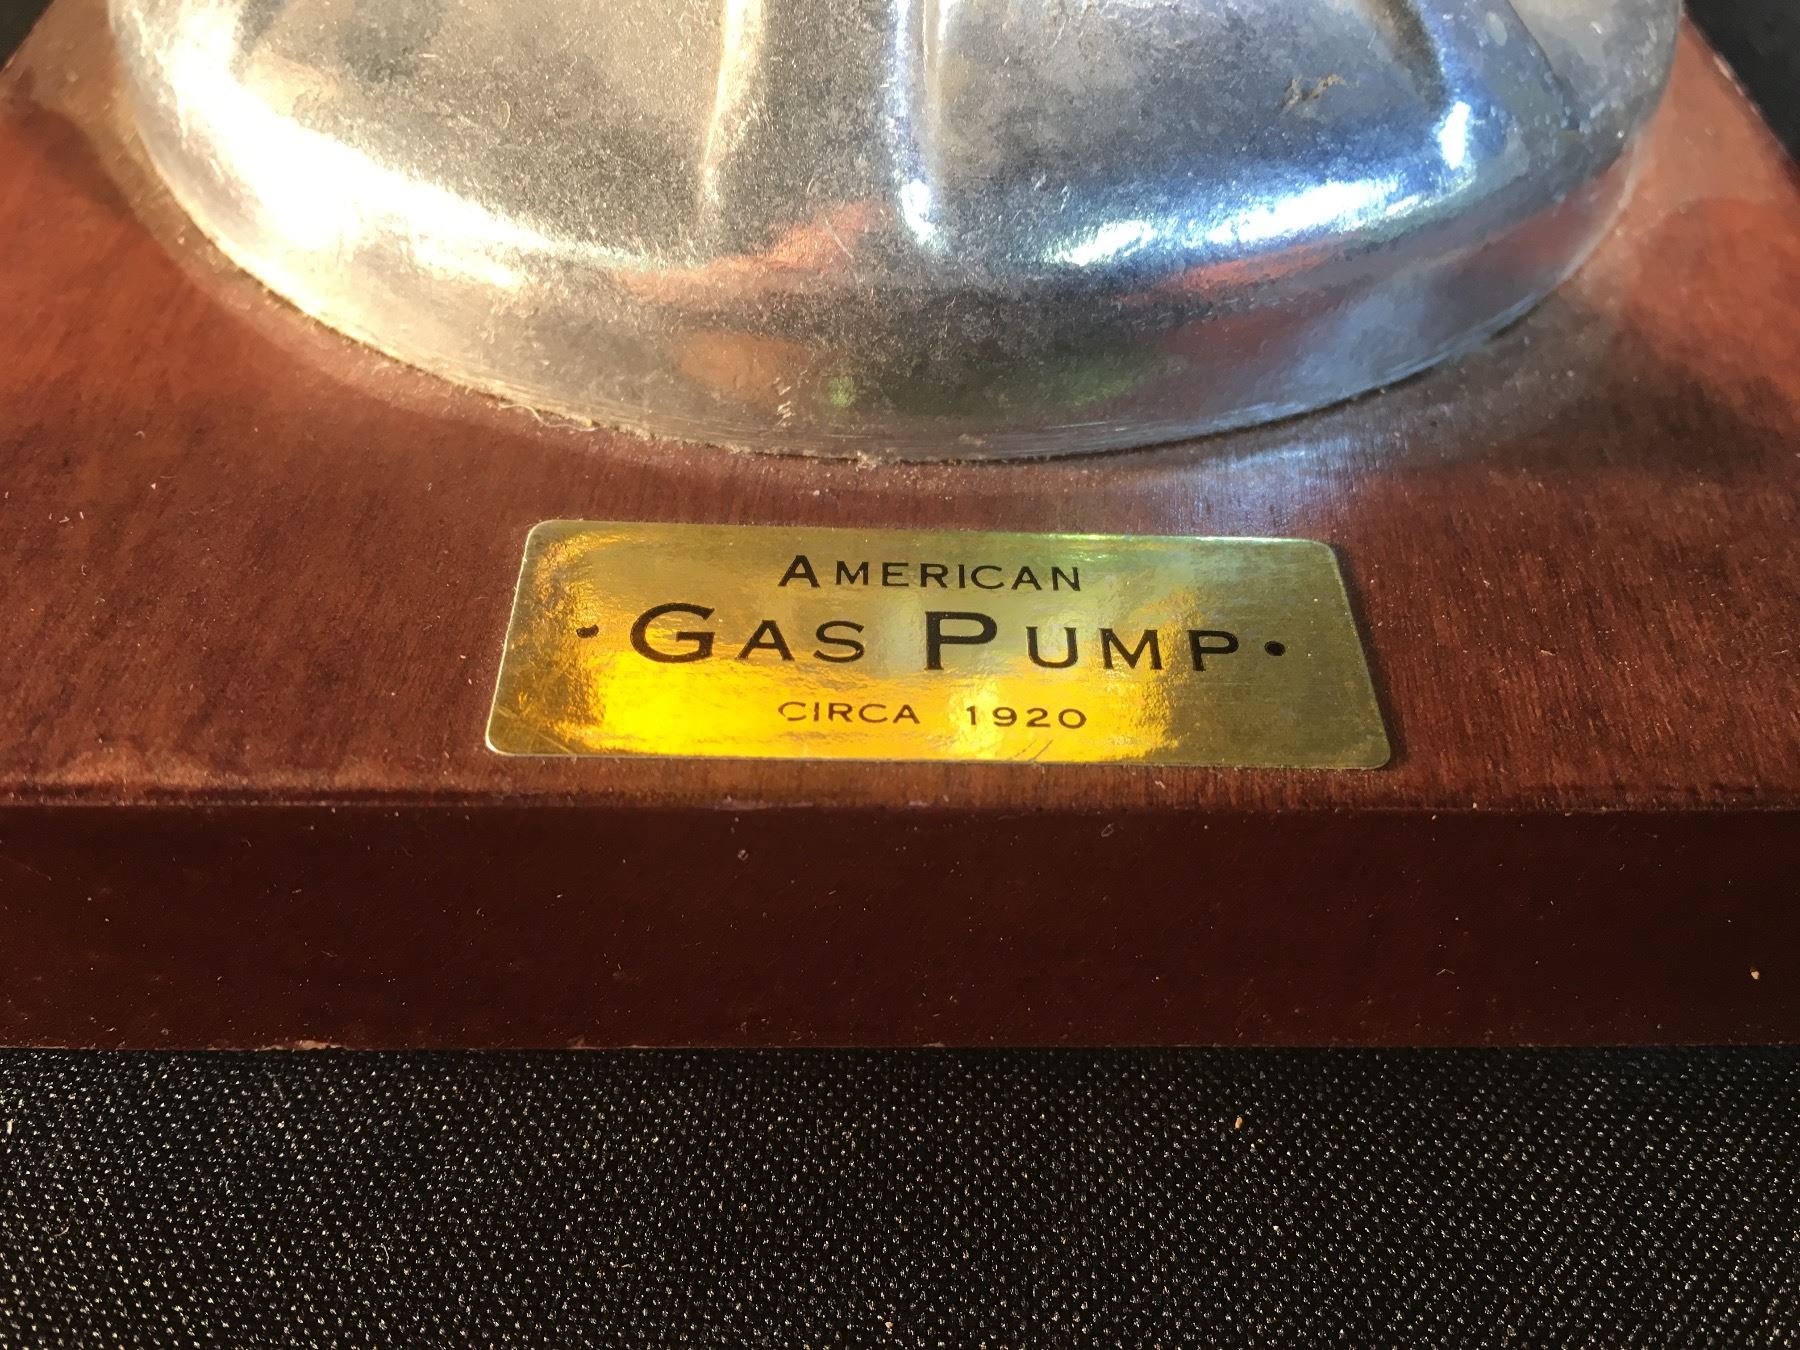 AMERICAN
·GAS PUMP·
CIRCA 1920